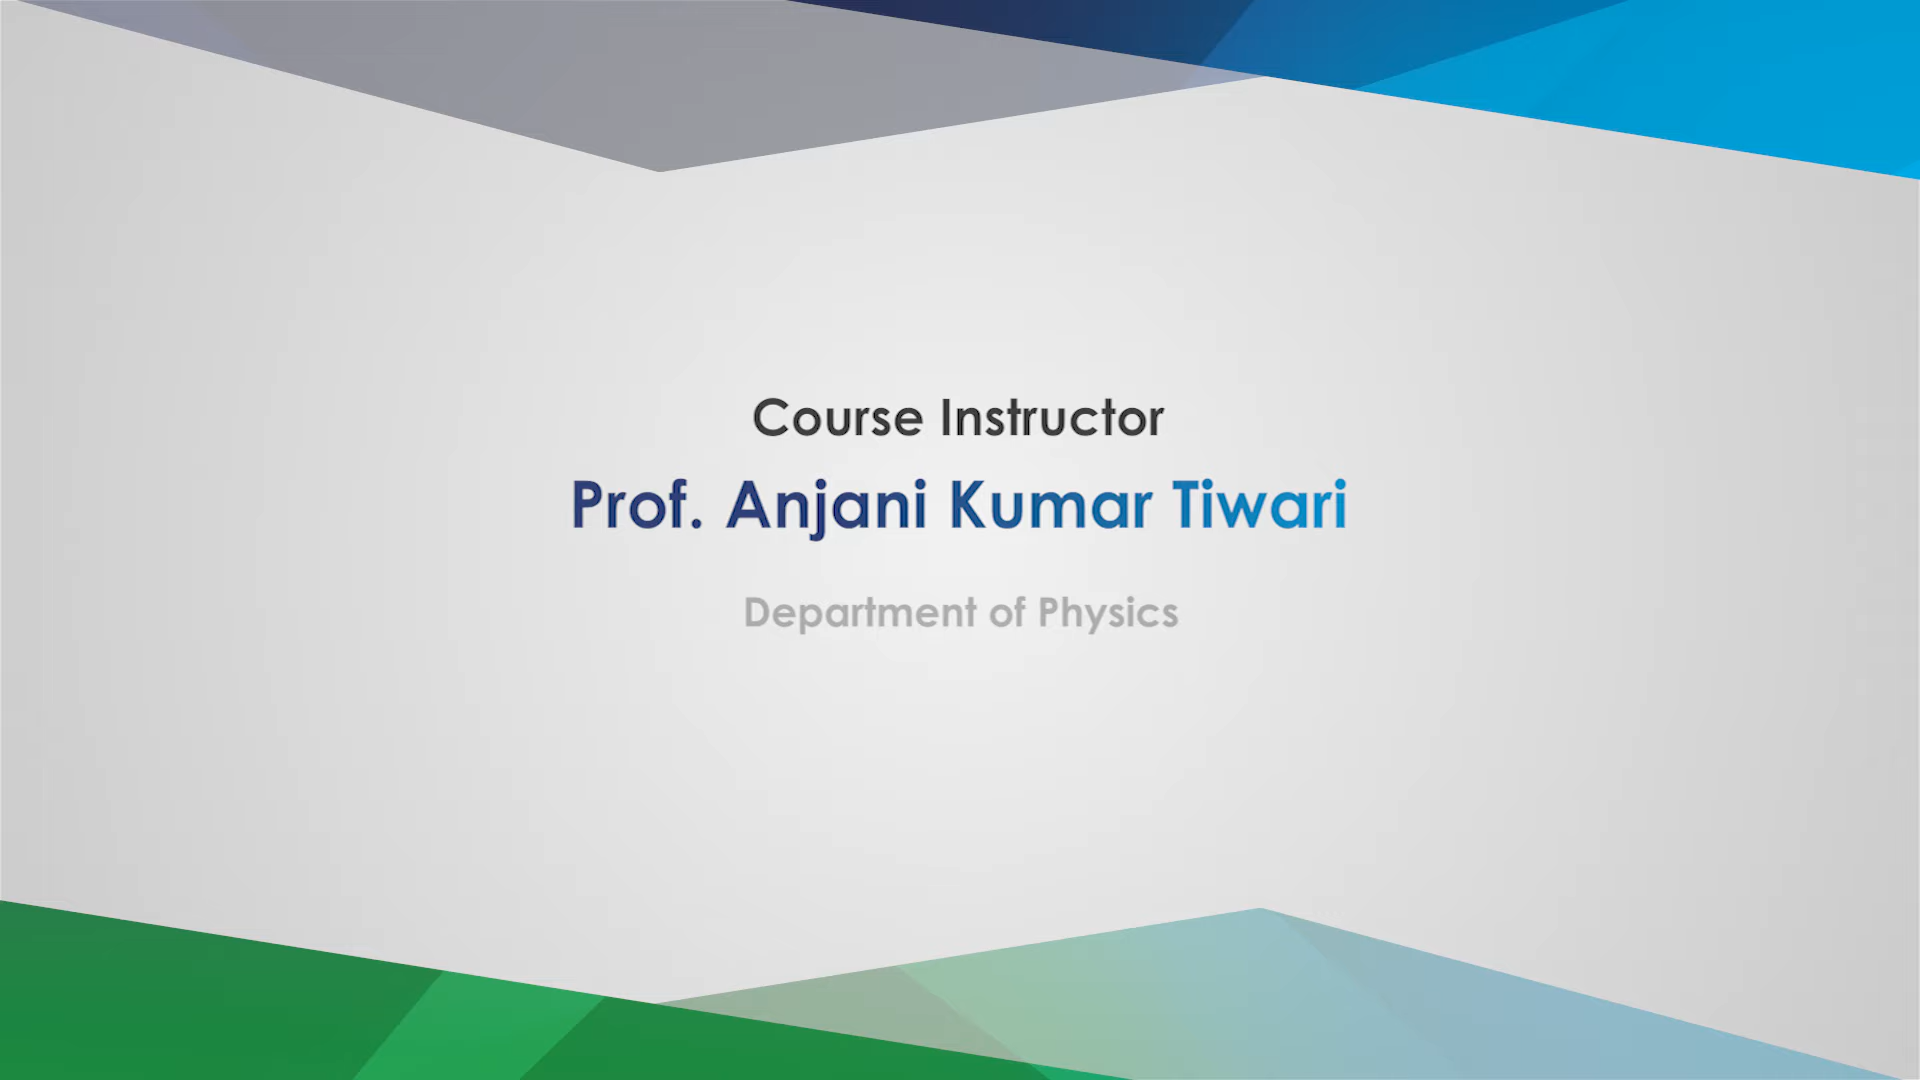 Course Instructor
Prof. Anjani Kumar Tiwari
Department of Physics